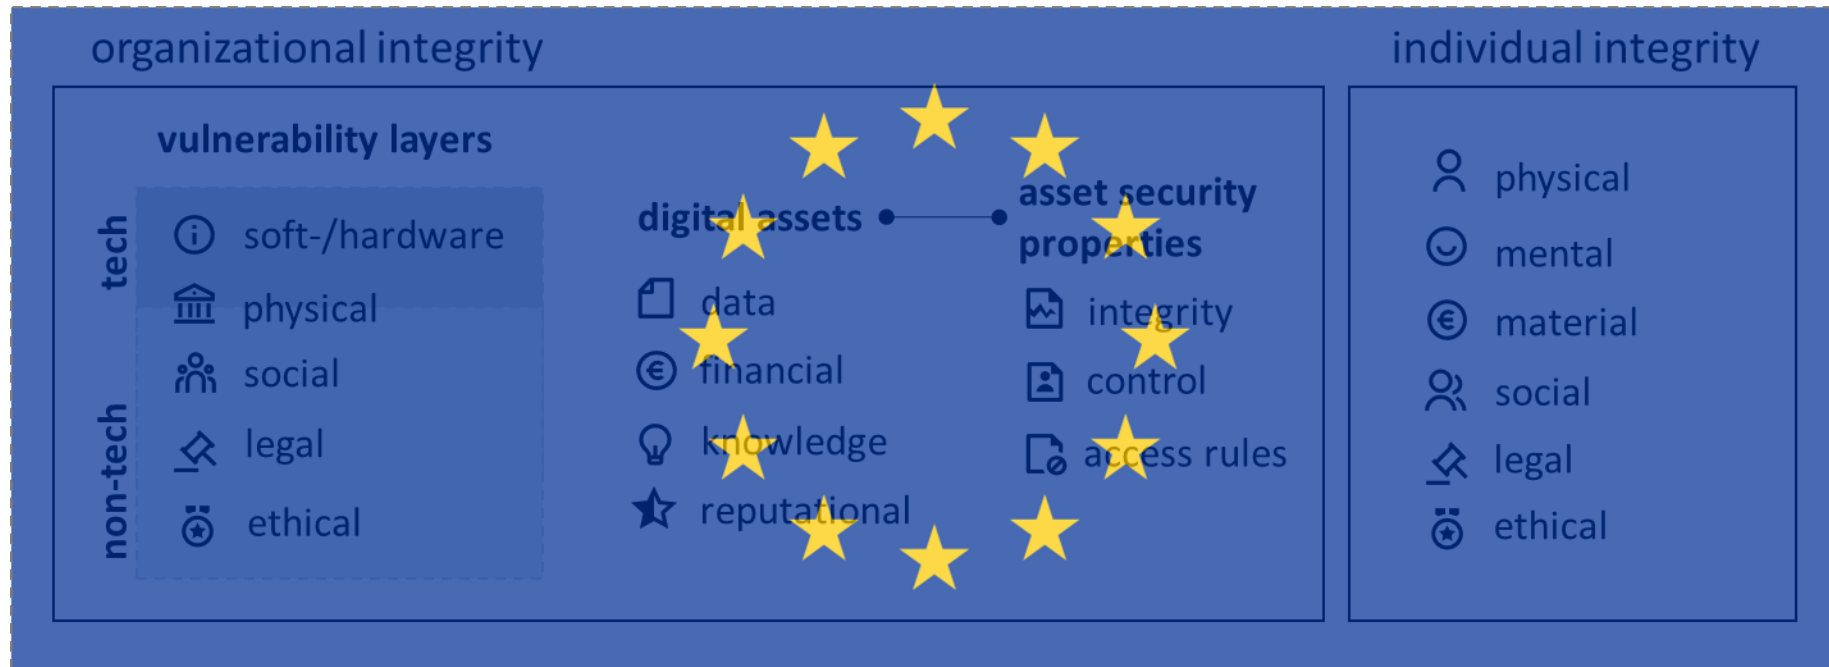 organizational integrity
individual integrity
vulnerability layers
tech
soft-/hardware
physical
non-tech
social
legal
ethical
digital assets
data
financial
knowledge
reputational
asset security
properties
integrity
control
access rules
physical
mental
material
social
legal
ethical